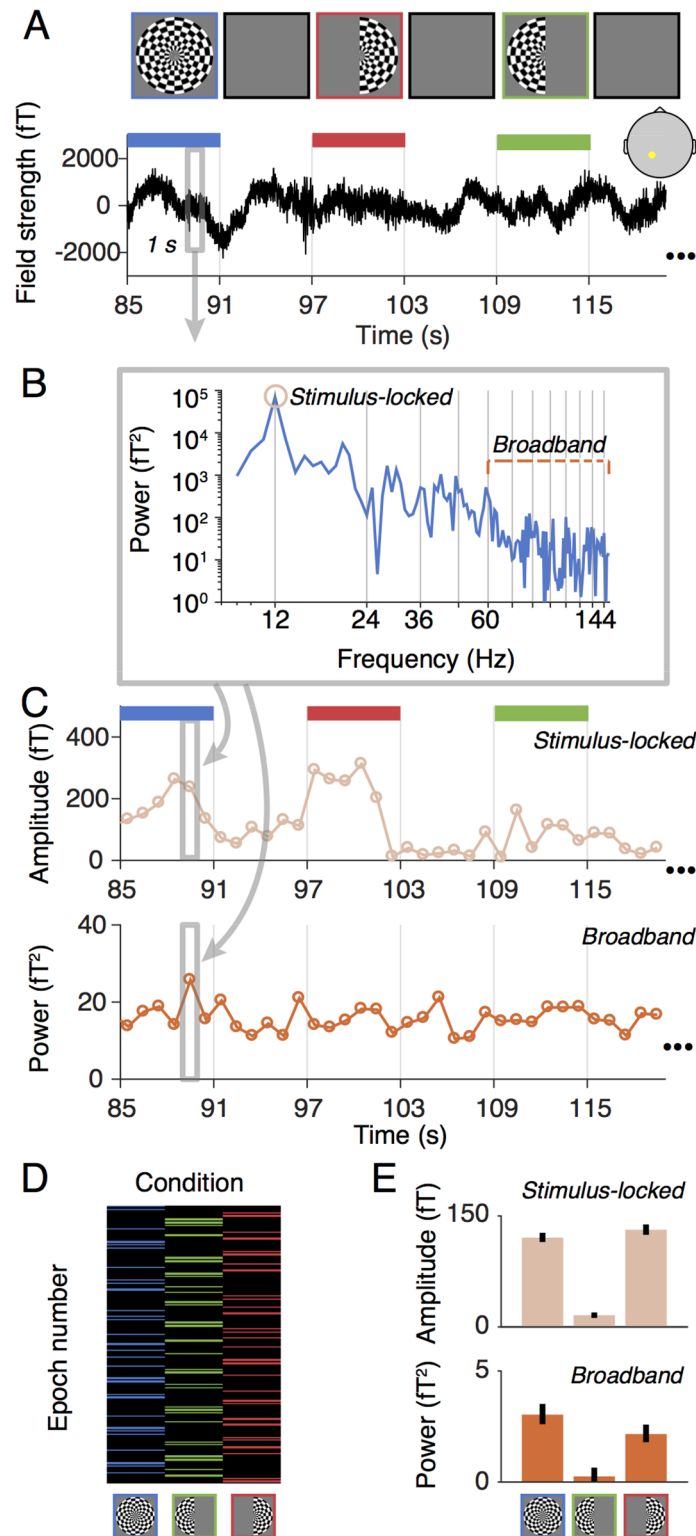 A
Field strength (fT)
2000
0
-2000
1 s
85 91 97 103 109 115
Time (s)
•••
B
Power (fT²)
10⁵
10⁴
10³
10²
10¹
10⁰
Stimulus-locked
Broadband
12 24 36 60 144
Frequency (Hz)
C
Amplitude (fT)
400
200
0
Stimulus-locked
85 91 97 103 109 115
•••
Power (fT²)
40
20
0
Broadband
85 91 97 103 109 115
•••
Time (s)
D
Condition
Epoch number
E
Stimulus-locked
Amplitude (fT)
150
0
Broadband
Power (fT²)
5
0